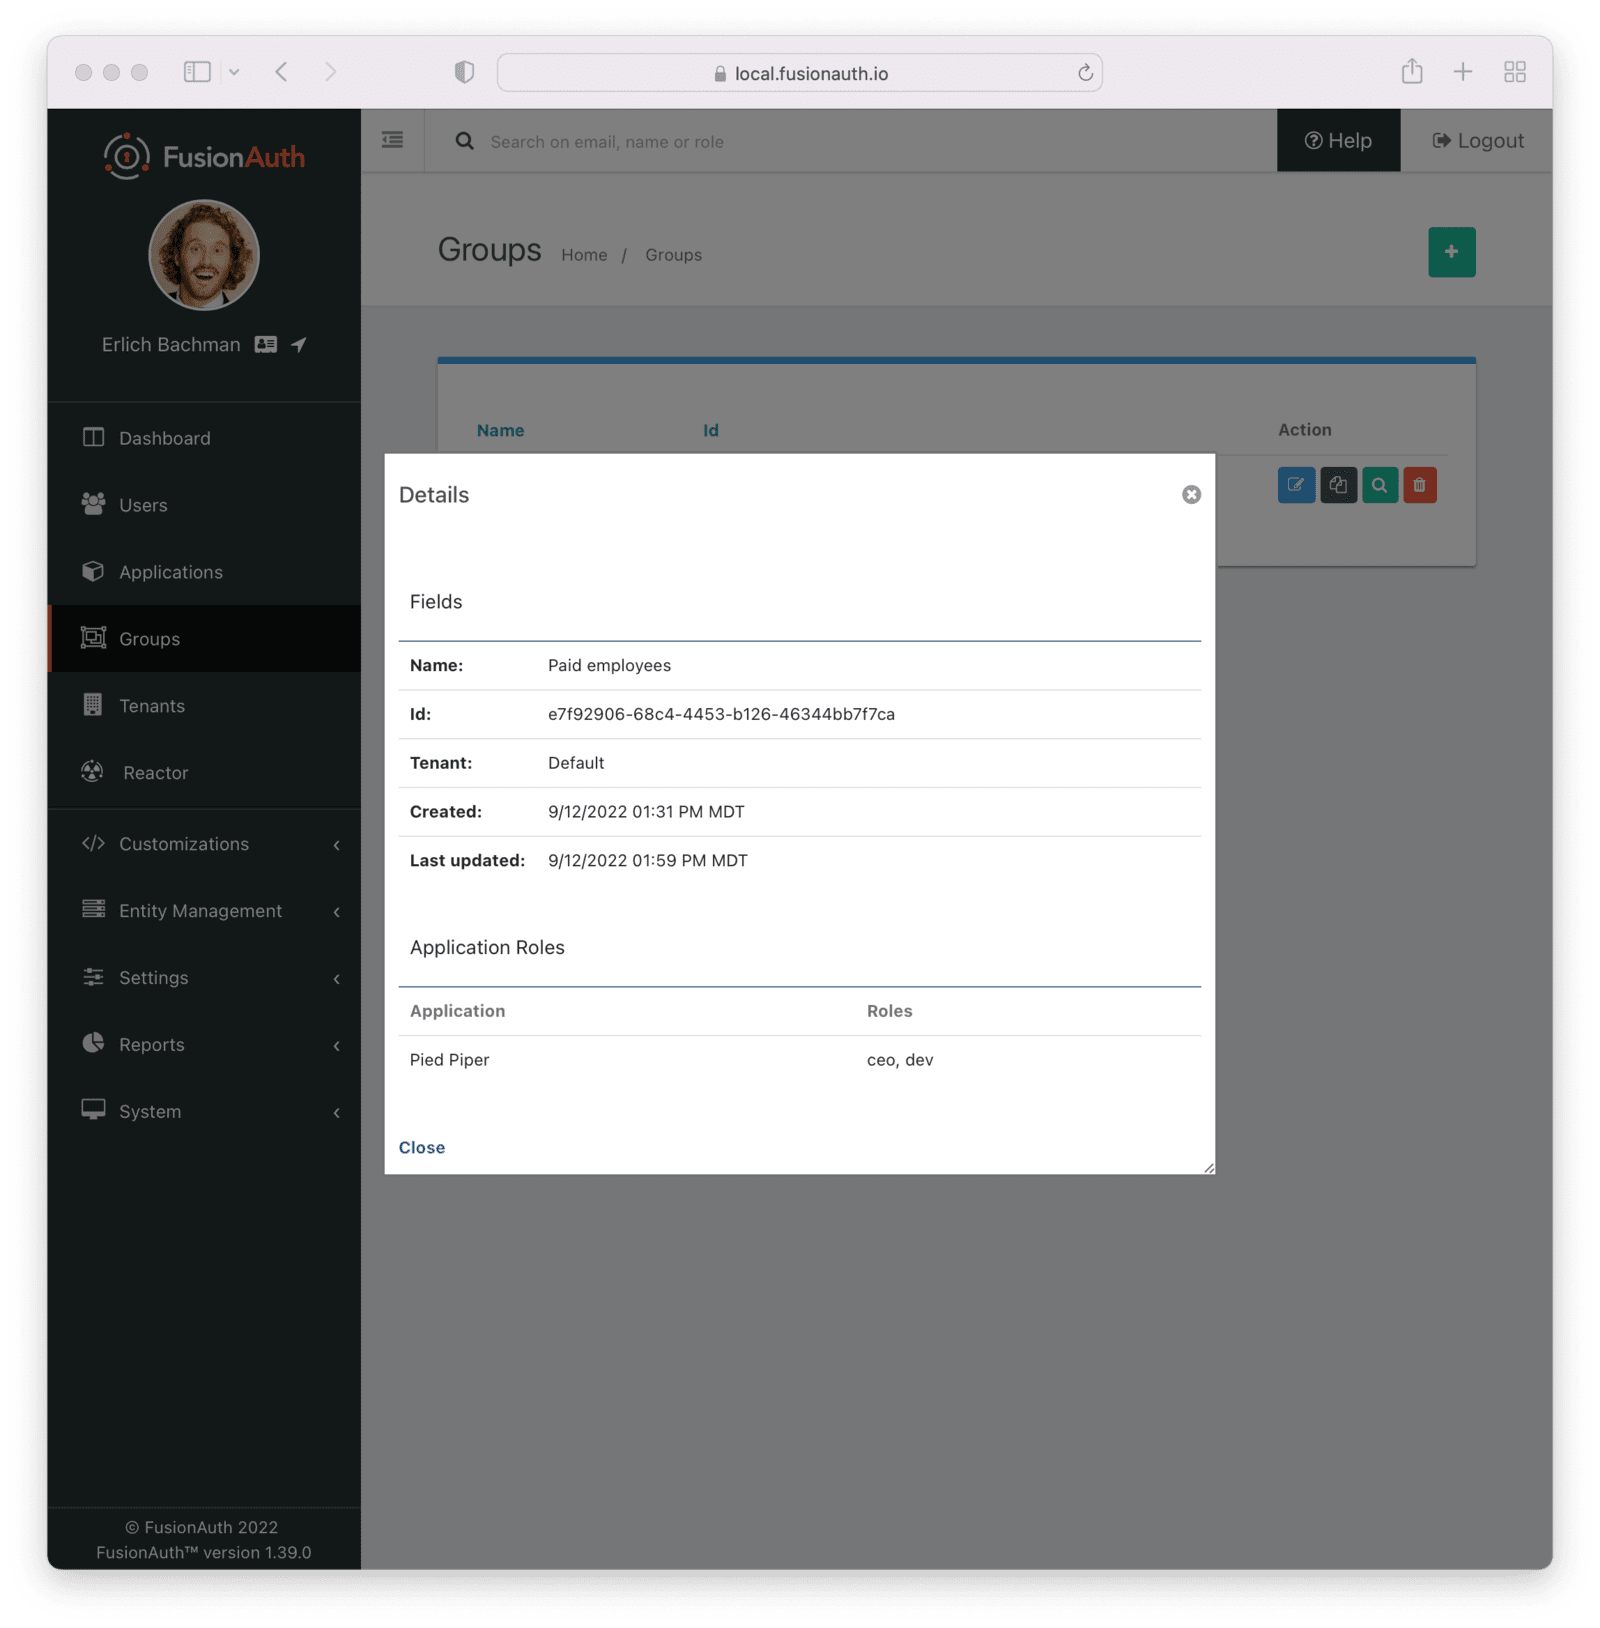 local.fusionauth.io
FusionAuth
Search on email, name or role
Help
Logout
Groups Home / Groups
Erlich Bachman
Dashboard
Users
Applications
Groups
Tenants
Reactor
Customizations
Entity Management
Settings
Reports
System
© FusionAuth 2022
FusionAuth™ version 1.39.0
Name Id Action
Details
Fields
Name: Paid employees
Id: e7f92906-68c4-4453-b126-46344bb7f7ca
Tenant: Default
Created: 9/12/2022 01:31 PM MDT
Last updated: 9/12/2022 01:59 PM MDT
Application Roles
Application Roles
Pied Piper ceo, dev
Close